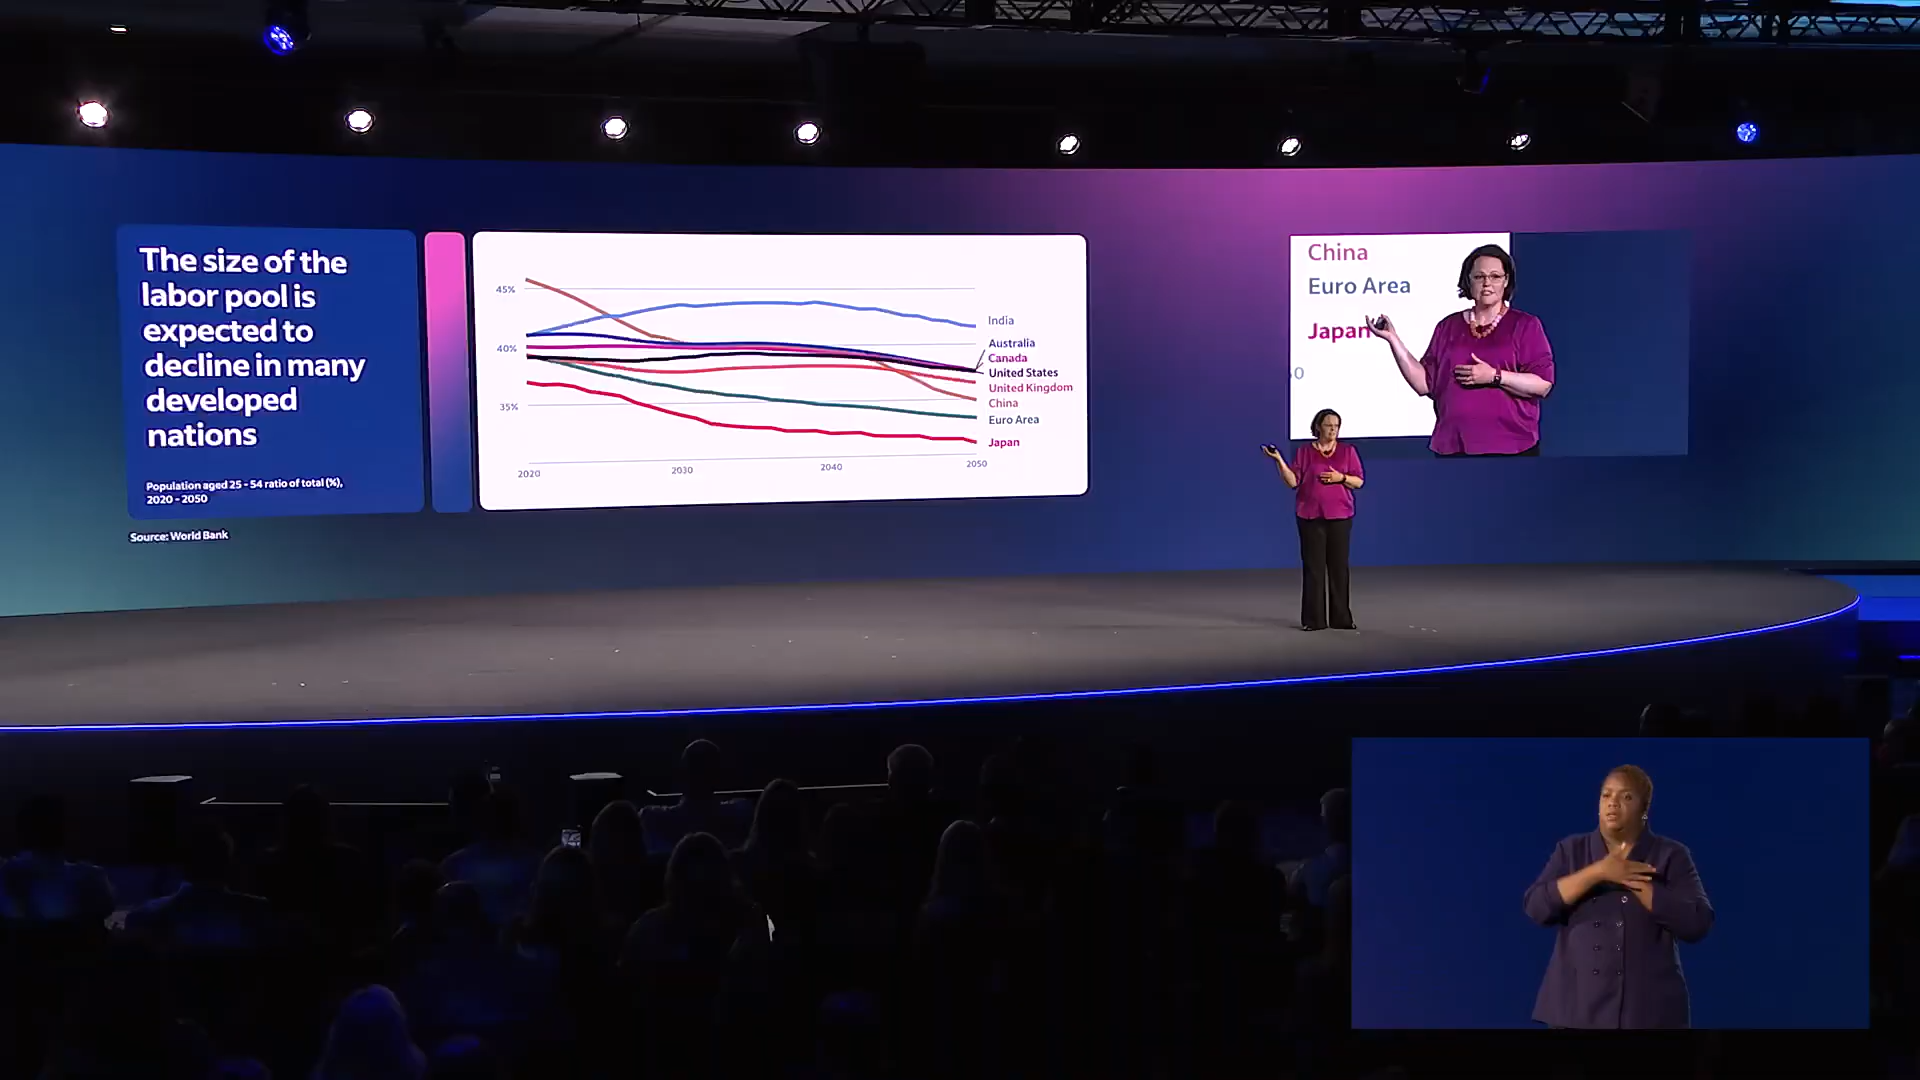 The size of the
labor pool is
expected to
decline in many
developed
nations
Population aged 25 - 54 ratio of total (%),
2020 - 2050
Source: World Bank
45%
40%
35%
2020
2030
2040
2050
India
Australia
Canada
United States
United Kingdom
China
Euro Area
Japan
China
Euro Area
Japan
0